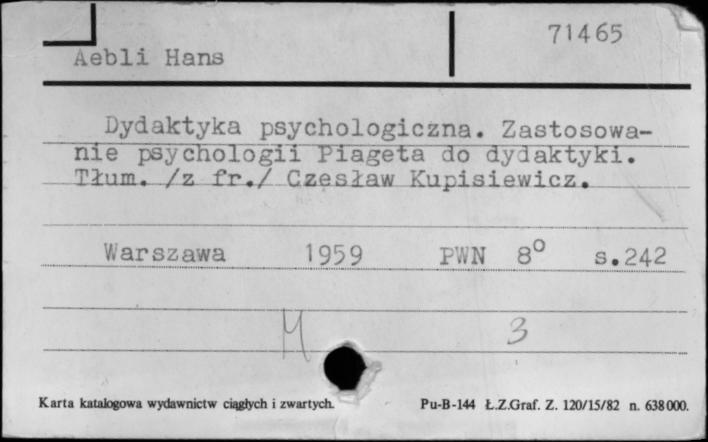 71465
Aebli Hans
Dydaktyka psychologiczna. Zastosowa-
nie psychologii Piageta do dydaktyki.
Tłum. /z fr./ Czesław Kupisiewicz.
Warszawa 1959 PWN 8° s.242
M 3
Karta katalogowa wydawnictw ciągłych i zwartych. Pu-B-144 Ł.Z.Graf. Z. 120/15/82 n. 638000.